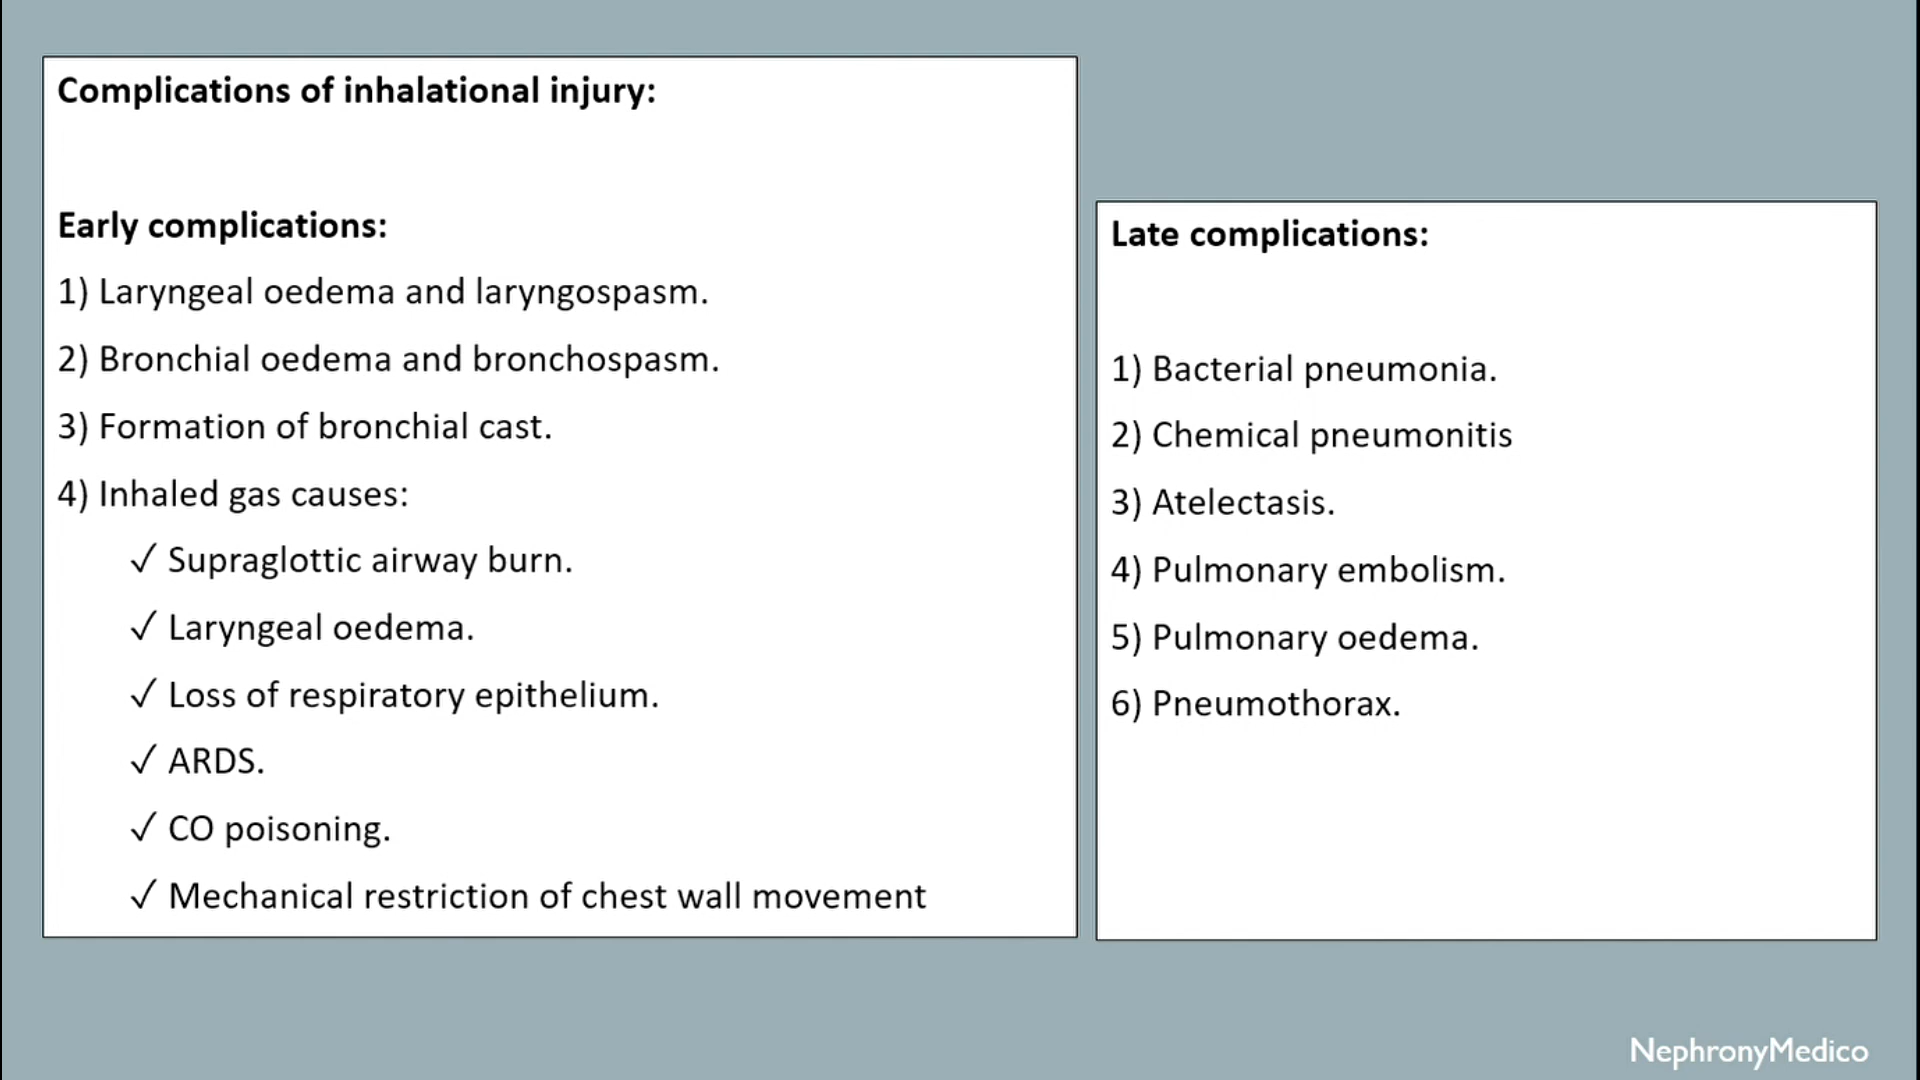 Complications of inhalational injury:
Early complications:
1) Laryngeal oedema and laryngospasm.
2) Bronchial oedema and bronchospasm.
3) Formation of bronchial cast.
4) Inhaled gas causes:
✓ Supraglottic airway burn.
✓ Laryngeal oedema.
✓ Loss of respiratory epithelium.
✓ ARDS.
✓ CO poisoning.
✓ Mechanical restriction of chest wall movement
Late complications:
1) Bacterial pneumonia.
2) Chemical pneumonitis
3) Atelectasis.
4) Pulmonary embolism.
5) Pulmonary oedema.
6) Pneumothorax.
NephronyMedico